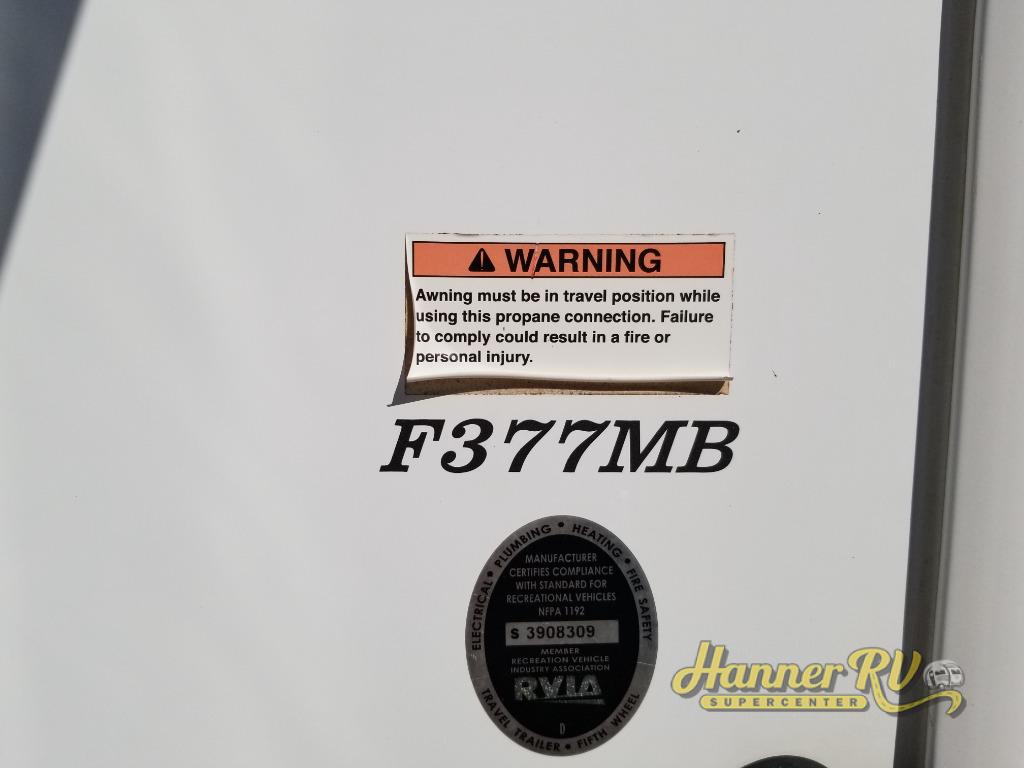 WARNING
Awning must be in travel position while
using this propane connection. Failure
to comply could result in a fire or
personal injury.
F377MB
ELECTRICAL • PLUMBING • HEATING • FIRE SAFETY
MANUFACTURER
CERTIFIES COMPLIANCE
WITH STANDARD FOR
RECREATIONAL VEHICLES
NFPA 1192
S 3908309
MEMBER
RECREATION VEHICLE
INDUSTRY ASSOCIATION
RVIA
D
TRAVEL TRAILER • FIFTH WHEEL
Hanner RV
SUPERCENTER